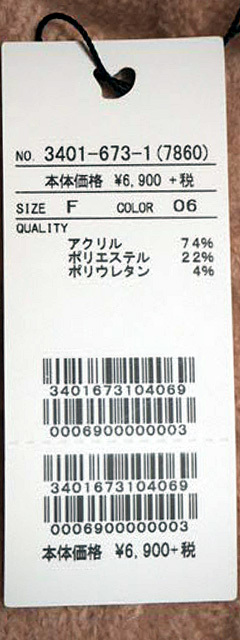 NO. 3401-673-1(7860)
本体価格 ¥6,900 +税
SIZE F COLOR 06
QUALITY
アクリル 74%
ポリエステル 22%
ポリウレタン 4%
3401673104069
0006900000003
3401673104069
0006900000003
本体価格 ¥6,900+税